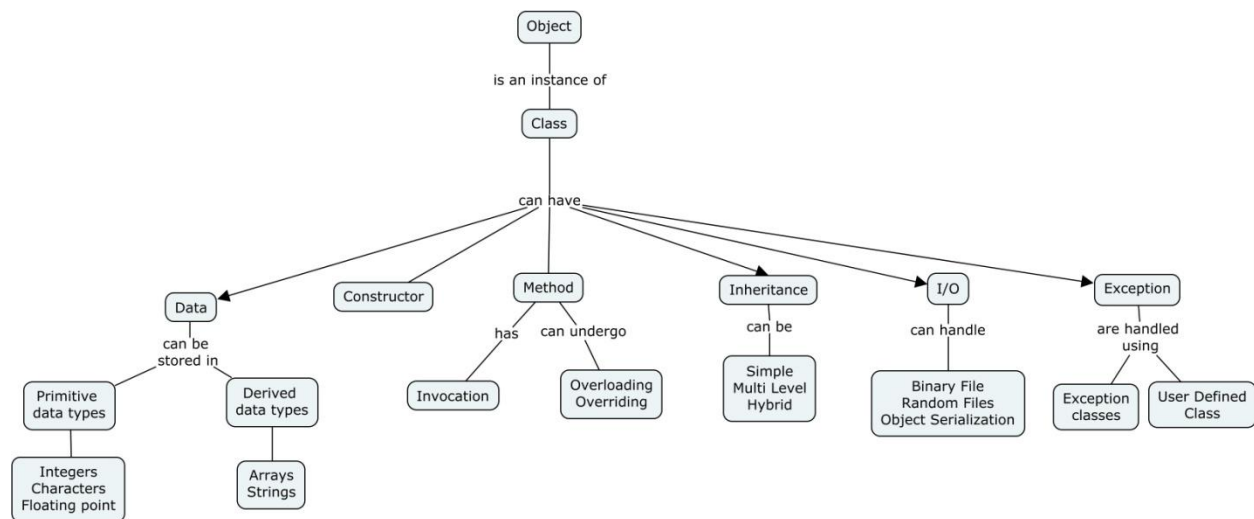 Object
is an instance of
Class
can have
Data
Constructor
Method
Inheritance
I/O
Exception
can be
stored in
has
can undergo
can be
can handle
are handled
using
Primitive
data types
Derived
data types
Invocation
Overloading
Overriding
Simple
Multi Level
Hybrid
Binary File
Random Files
Object Serialization
Exception
classes
User Defined
Class
Integers
Characters
Floating point
Arrays
Strings